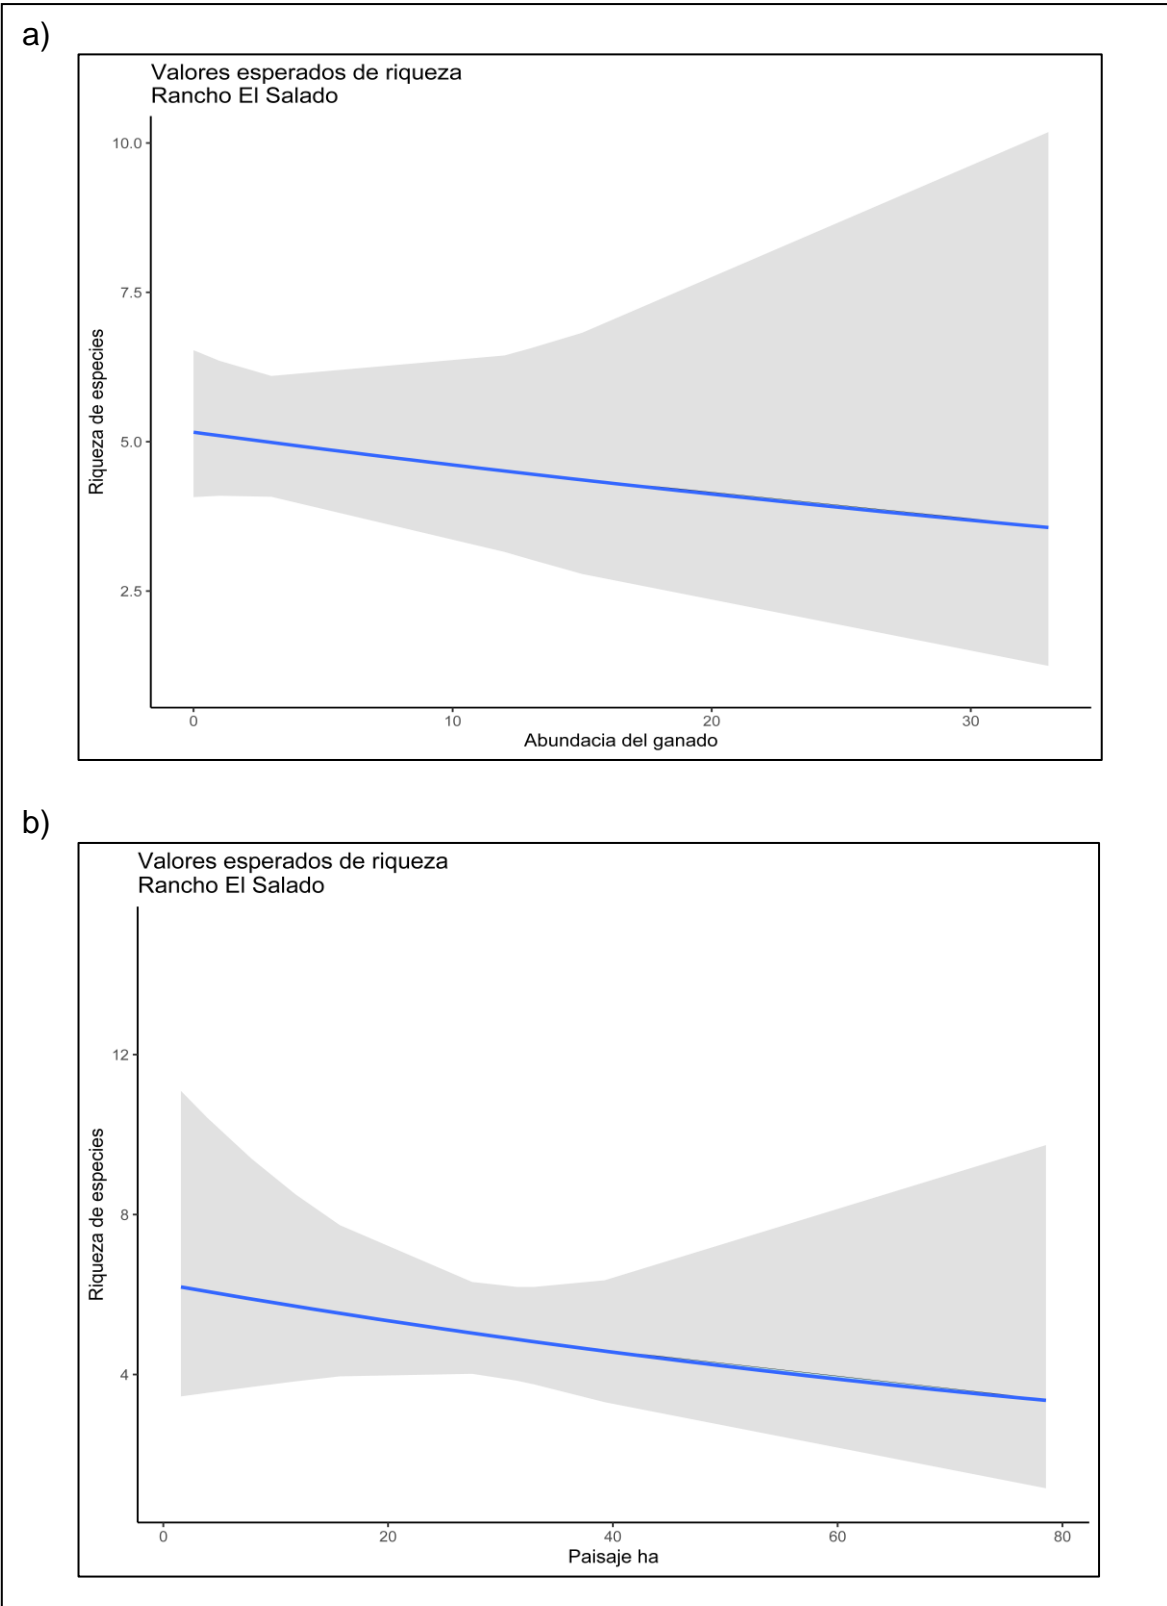 a)
Valores esperados de riqueza
Rancho El Salado
Riqueza de especies
10.0
7.5
5.0
2.5
0 10 20 30
Abundacia del ganado
b)
Valores esperados de riqueza
Rancho El Salado
Riqueza de especies
12
8
4
0 20 40 60 80
Paisaje ha